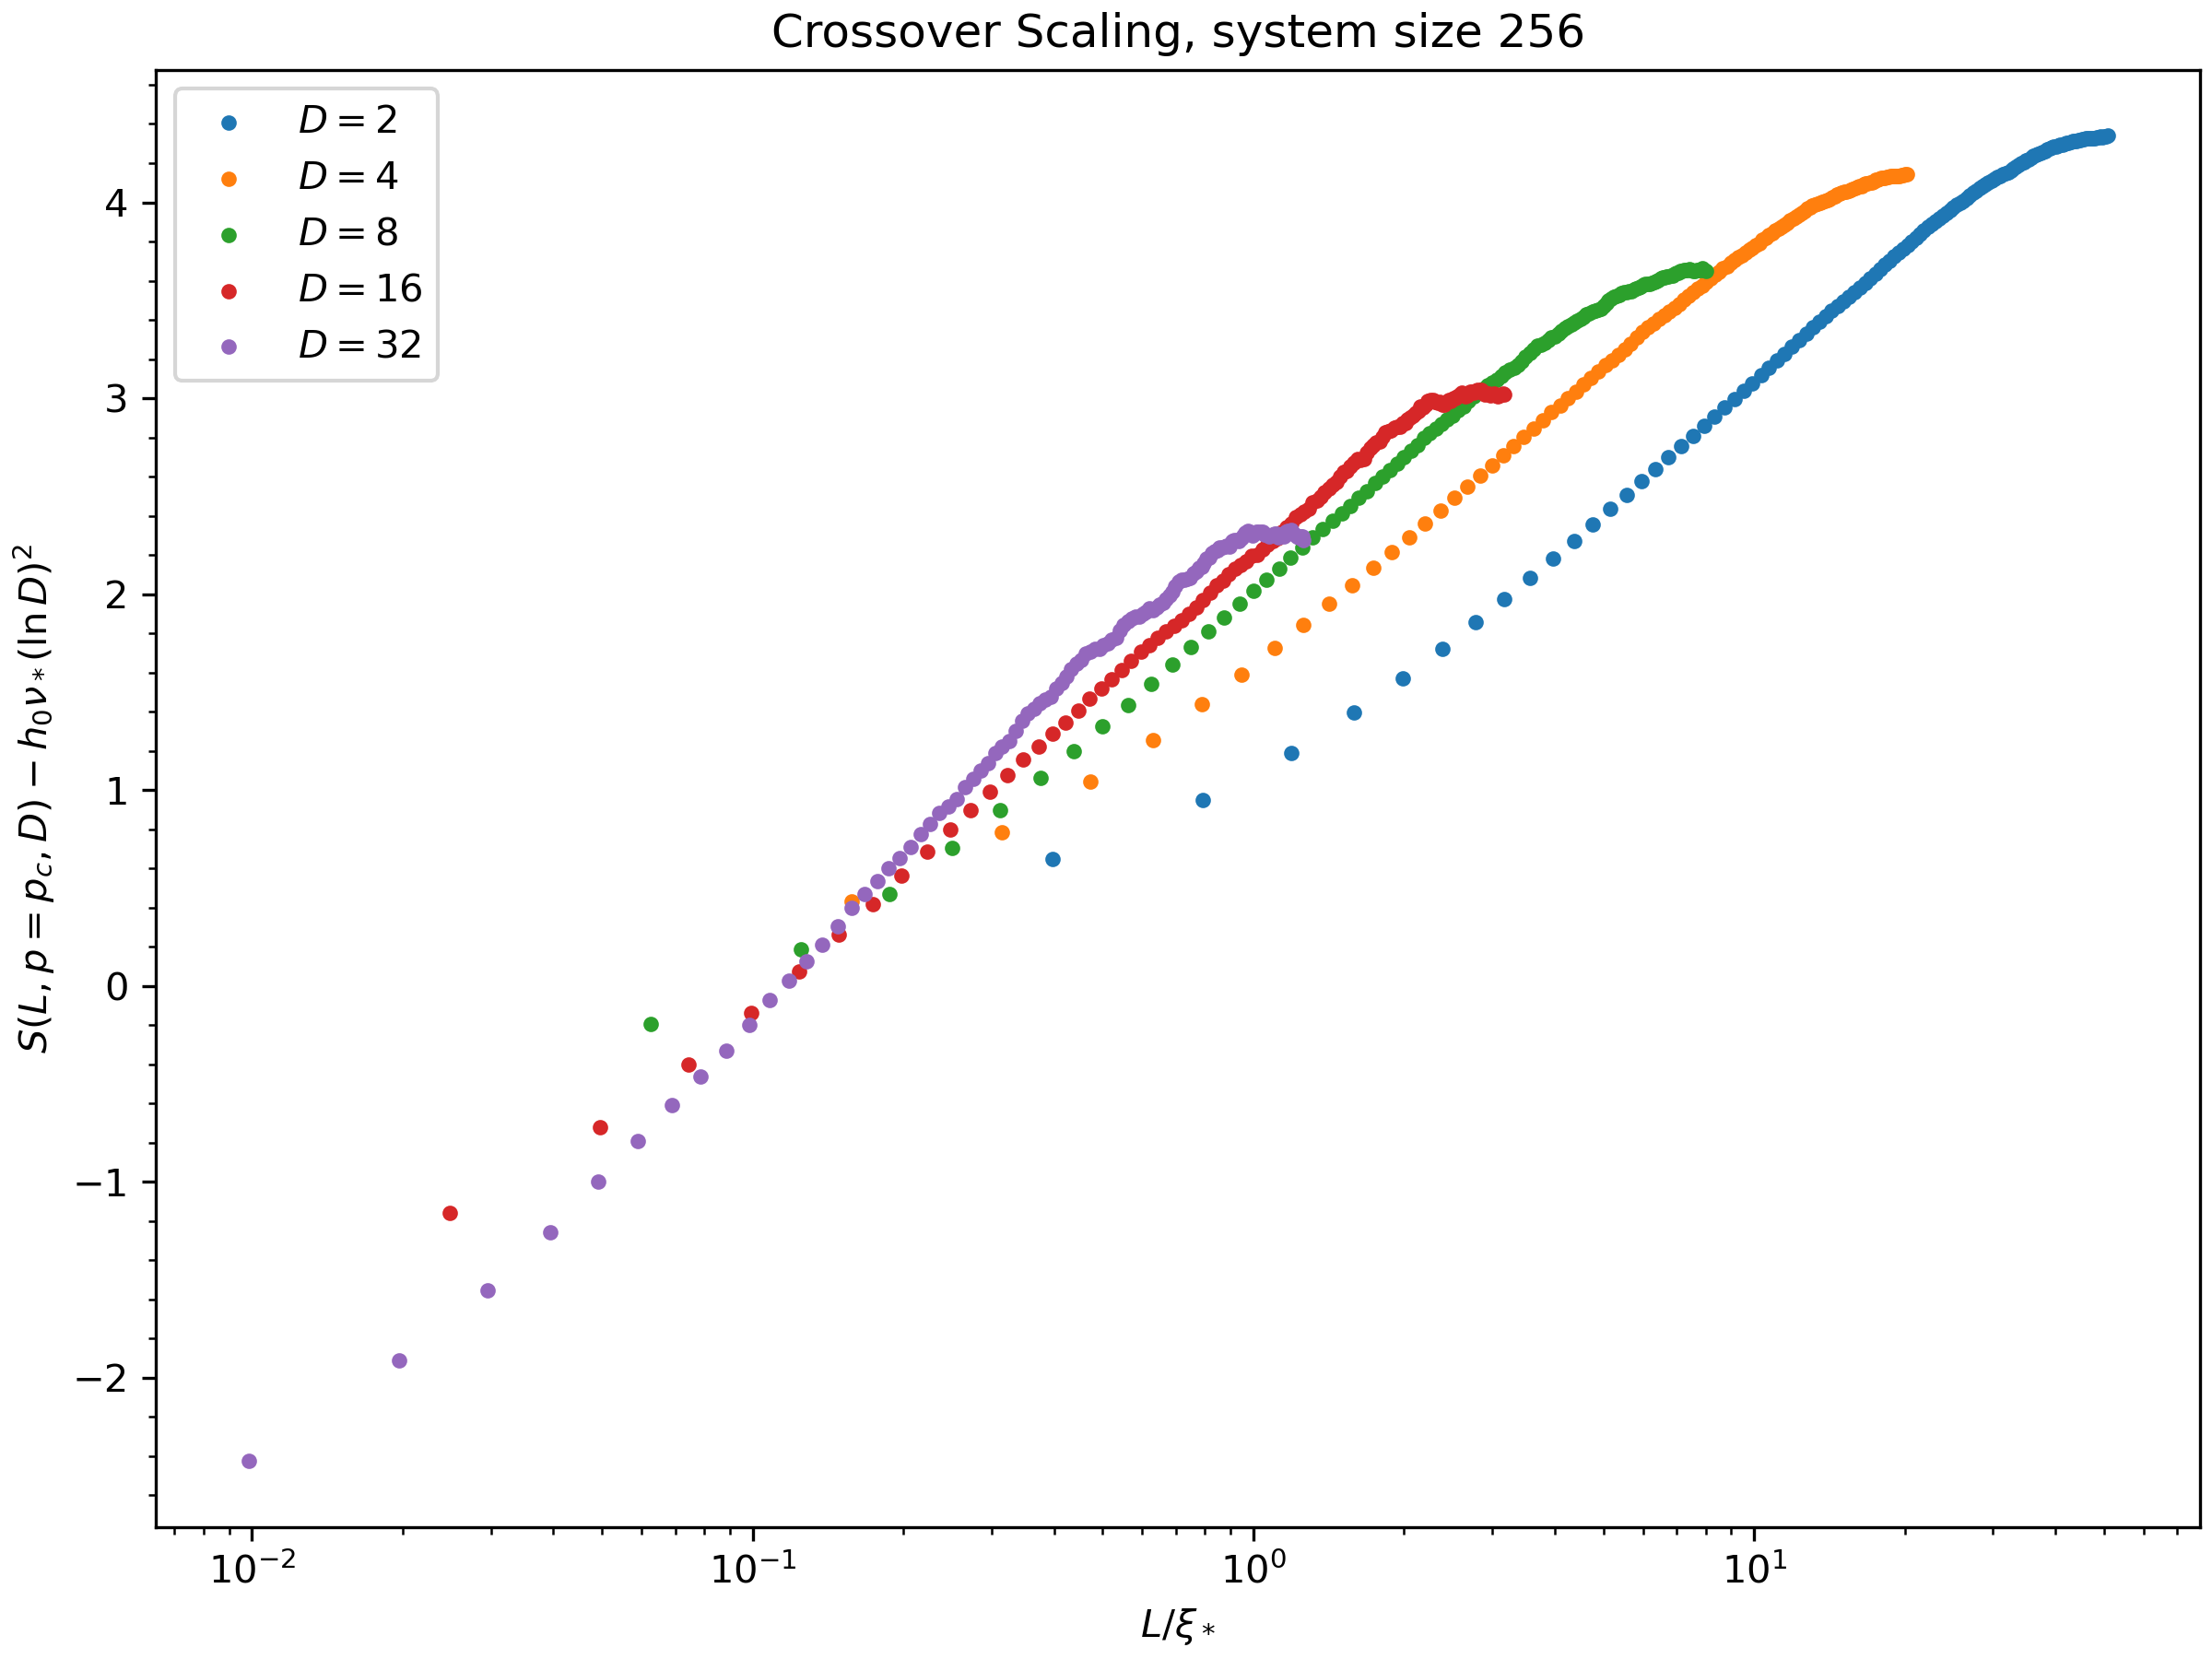 Crossover Scaling, system size 256
D = 2
D = 4
D = 8
D = 16
D = 32
S(L, p = p_c, D) − h_0ν_*(ln D)^2
4
3
2
1
0
−1
−2
10^−2
10^−1
10^0
10^1
L/ξ_*